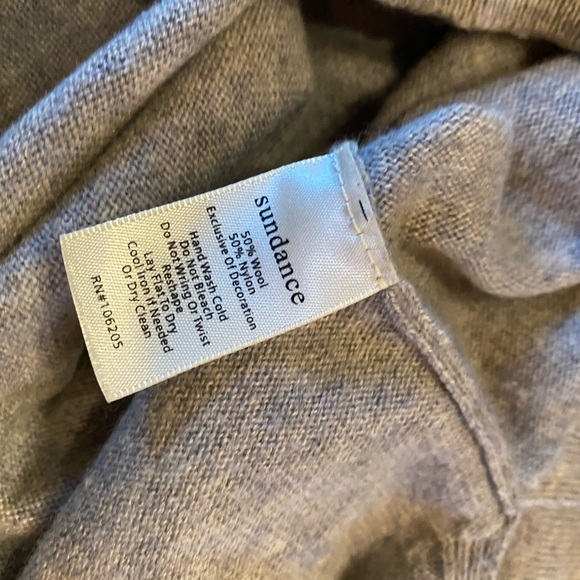 sundance
50% Wool
50% Nylon
Exclusive Of Decoration
Hand Wash Cold
Do Not Bleach
Do Not Wring Or Twist
Reshape
Lay Flat To Dry
Cool Iron If Needed
Or Dry Clean
RN#106205